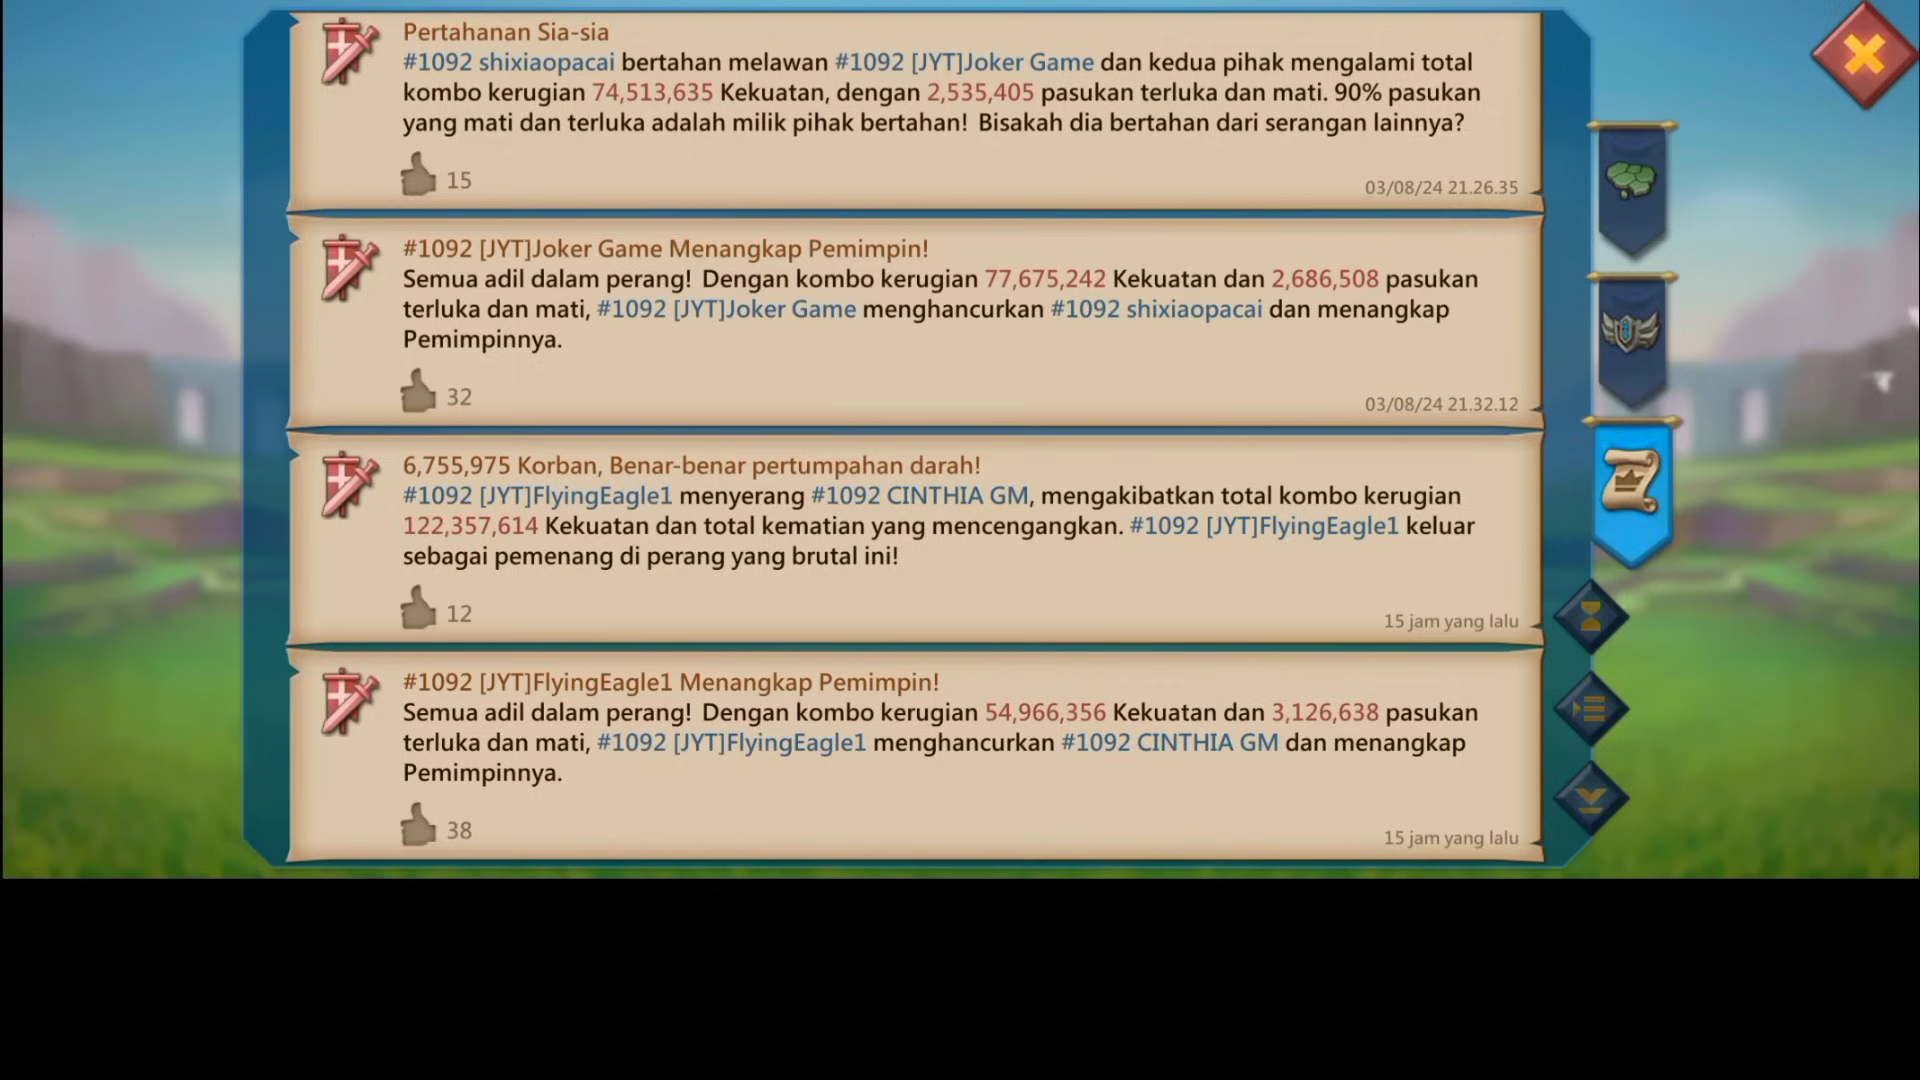 Pertahanan Sia-sia
#1092 shixiaopacai bertahan melawan #1092 [JYT]Joker Game dan kedua pihak mengalami total
kombo kerugian 74,513,635 Kekuatan, dengan 2,535,405 pasukan terluka dan mati. 90% pasukan
yang mati dan terluka adalah milik pihak bertahan! Bisakah dia bertahan dari serangan lainnya?
15
03/08/24 21.26.35
#1092 [JYT]Joker Game Menangkap Pemimpin!
Semua adil dalam perang! Dengan kombo kerugian 77,675,242 Kekuatan dan 2,686,508 pasukan
terluka dan mati, #1092 [JYT]Joker Game menghancurkan #1092 shixiaopacai dan menangkap
Pemimpinnya.
32
03/08/24 21.32.12
6,755,975 Korban, Benar-benar pertumpahan darah!
#1092 [JYT]FlyingEagle1 menyerang #1092 CINTHIA GM, mengakibatkan total kombo kerugian
122,357,614 Kekuatan dan total kematian yang mencengangkan. #1092 [JYT]FlyingEagle1 keluar
sebagai pemenang di perang yang brutal ini!
12
15 jam yang lalu
#1092 [JYT]FlyingEagle1 Menangkap Pemimpin!
Semua adil dalam perang! Dengan kombo kerugian 54,966,356 Kekuatan dan 3,126,638 pasukan
terluka dan mati, #1092 [JYT]FlyingEagle1 menghancurkan #1092 CINTHIA GM dan menangkap
Pemimpinnya.
38
15 jam yang lalu